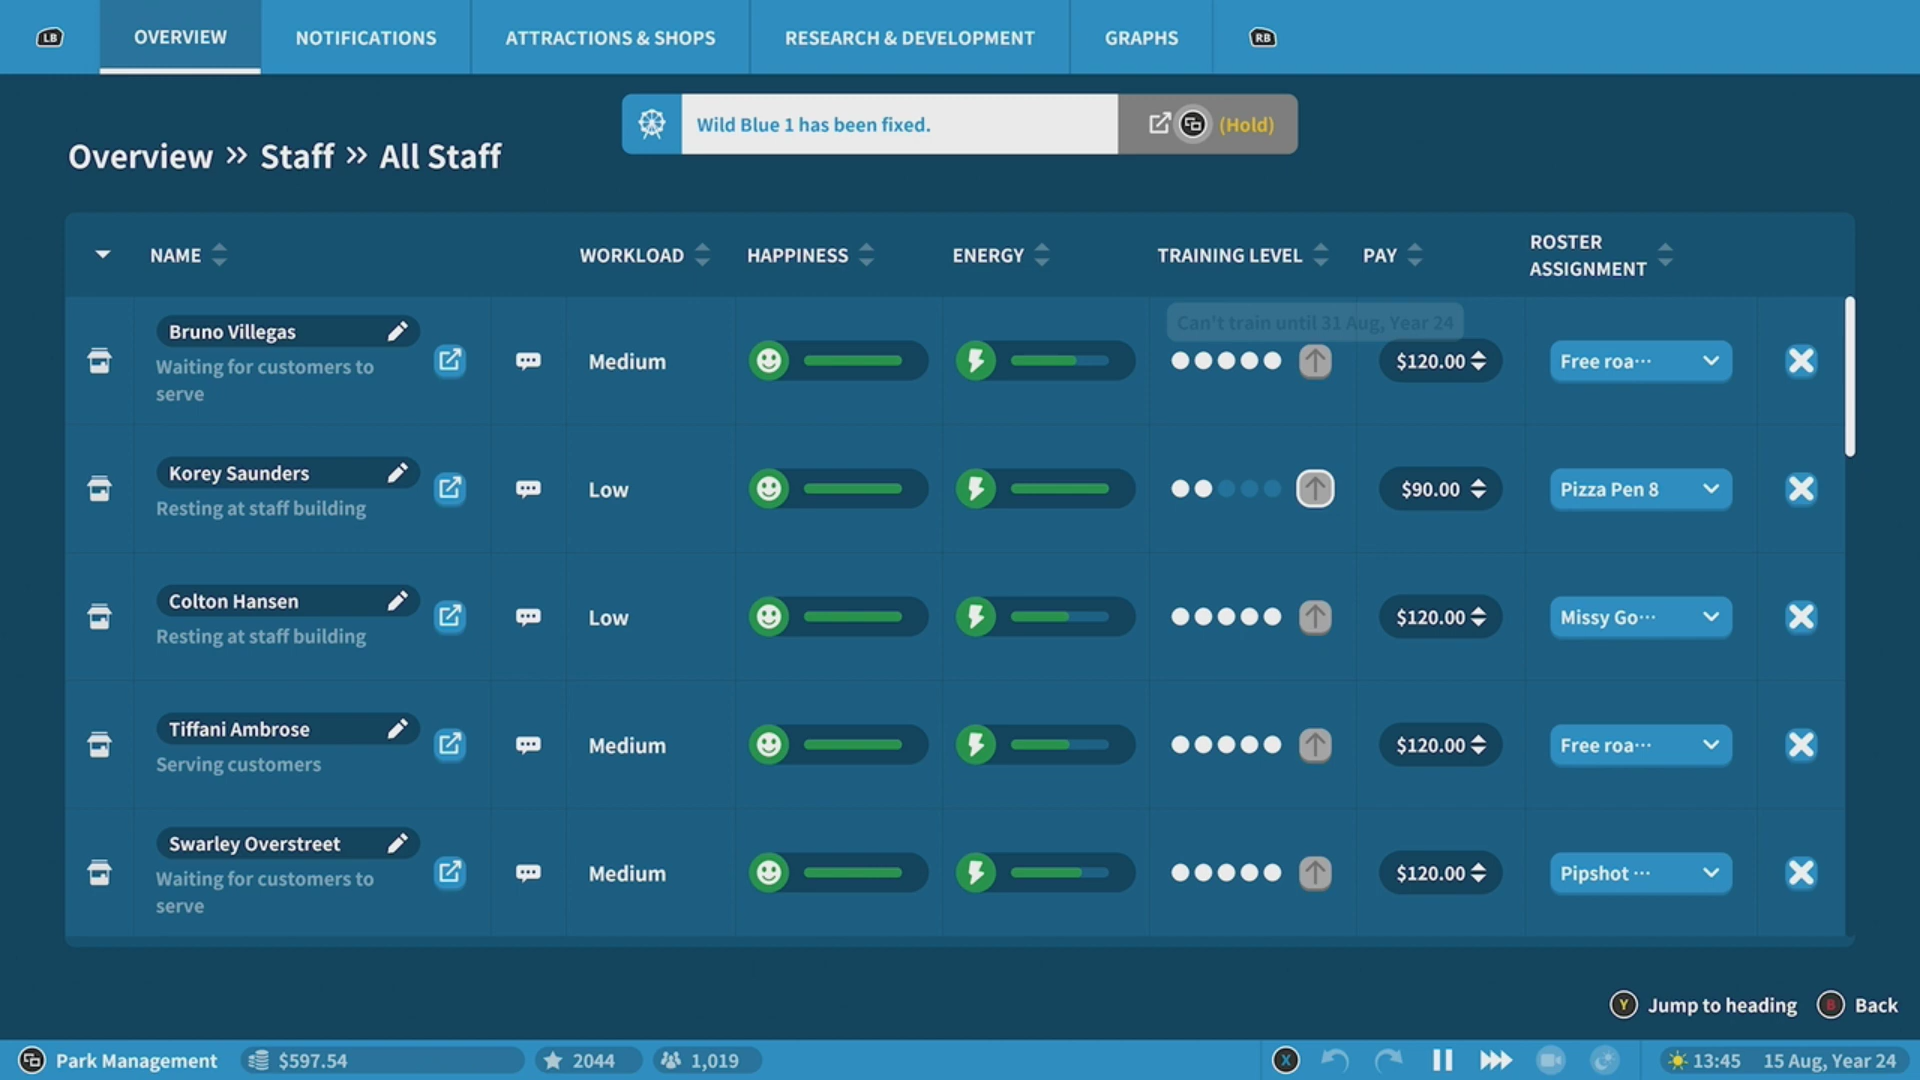 LB
OVERVIEW
NOTIFICATIONS
ATTRACTIONS & SHOPS
RESEARCH & DEVELOPMENT
GRAPHS
RB
Wild Blue 1 has been fixed.
(Hold)
Overview » Staff » All Staff
NAME
WORKLOAD
HAPPINESS
ENERGY
TRAINING LEVEL
PAY
ROSTER
ASSIGNMENT
Can't train until 31 Aug, Year 24
Bruno Villegas
Waiting for customers to
serve
Medium
$120.00
Free roa...
Korey Saunders
Resting at staff building
Low
$90.00
Pizza Pen 8
Colton Hansen
Resting at staff building
Low
$120.00
Missy Go...
Tiffani Ambrose
Serving customers
Medium
$120.00
Free roa...
Swarley Overstreet
Waiting for customers to
serve
Medium
$120.00
Pipshot ...
Y Jump to heading
B Back
Park Management
$597.54
2044
1,019
X
13:45
15 Aug, Year 24